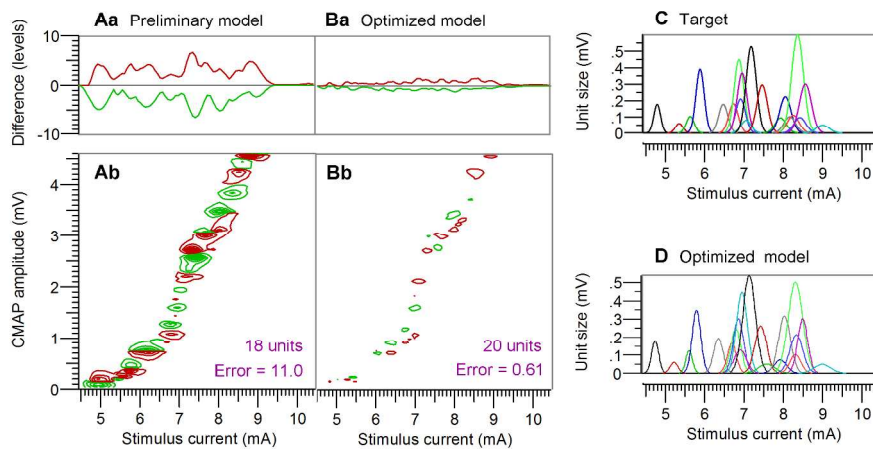 Aa Preliminary model
Ba Optimized model
10
0
-10
Difference (levels)
Ab
Bb
4
3
2
1
0
CMAP amplitude (mV)
18 units
Error = 11.0
20 units
Error = 0.61
5 6 7 8 9 10
Stimulus current (mA)
5 6 7 8 9 10
Stimulus current (mA)
C Target
.5
.4
.3
.2
.1
0
Unit size (mV)
5 6 7 8 9 10
Stimulus current (mA)
D Optimized model
.5
.4
.3
.2
.1
0
Unit size (mV)
5 6 7 8 9 10
Stimulus current (mA)